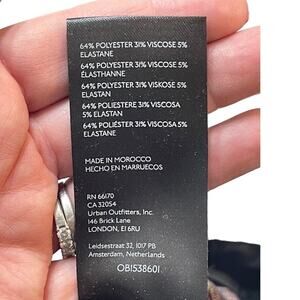 64% POLYESTER 31% VISCOSE 5%
ELASTANE
64% POLYESTER 31% VISCOSE 5%
ÉLASTHANNE
64% POLYESTER 31% VISKOSE 5%
ELASTAN
64% POLIESTERE 31% VISCOSA
5% ELASTAN
64% POLIÉSTER 31% VISCOSA 5%
ELASTANE
MADE IN MOROCCO
HECHO EN MARRUECOS
RN 66170
CA 32054
Urban Outfitters, Inc.
146 Brick Lane
LONDON, E1 6RU
Leidsestraat 32, 1017 PB
Amsterdam, Netherlands
OB1538601